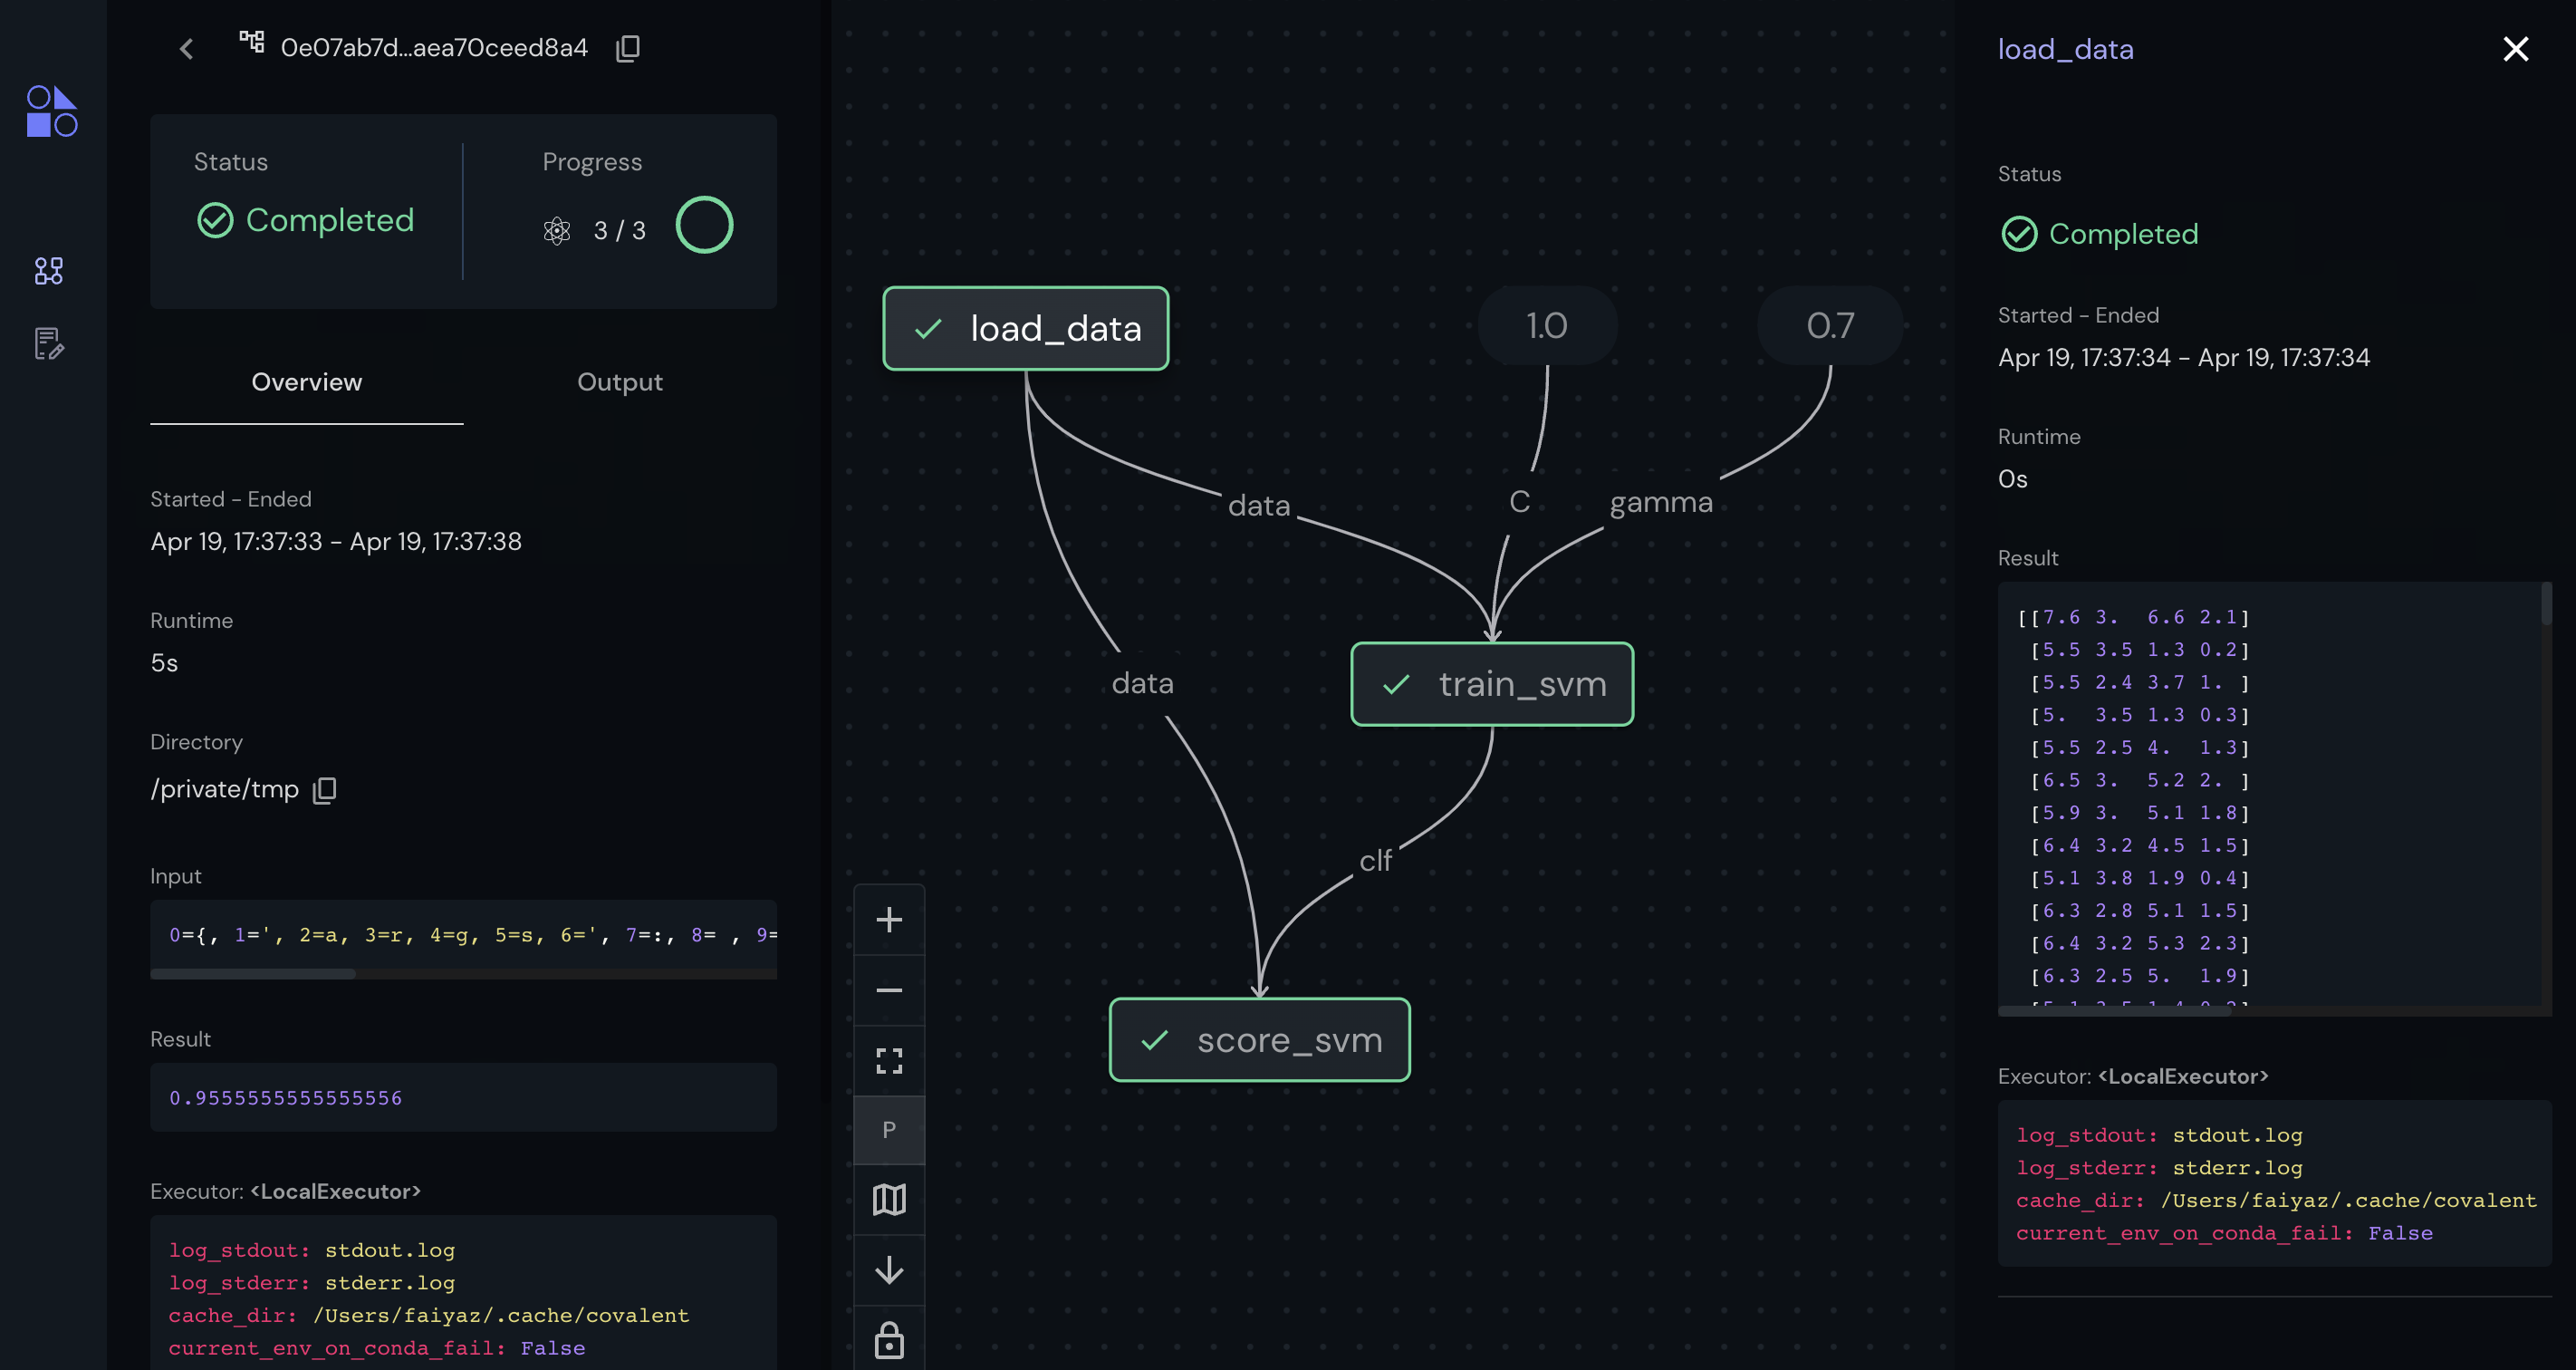 0e07ab7d...aea70ceed8a4
Status
Completed
Progress
3 / 3
Overview
Output
Started - Ended
Apr 19, 17:37:33 - Apr 19, 17:37:38
Runtime
5s
Directory
/private/tmp
Input
0={, 1=', 2=a, 3=r, 4=g, 5=s, 6=', 7=:, 8= , 9=
Result
0.9555555555555556
Executor: <LocalExecutor>
log_stdout: stdout.log
log_stderr: stderr.log
cache_dir: /Users/faiyaz/.cache/covalent
current_env_on_conda_fail: False
load_data
1.0
0.7
data
C
gamma
data
train_svm
clf
score_svm
P
load_data
Status
Completed
Started - Ended
Apr 19, 17:37:34 - Apr 19, 17:37:34
Runtime
0s
Result
[[7.6 3.  6.6 2.1]
[5.5 3.5 1.3 0.2]
[5.5 2.4 3.7 1. ]
[5.  3.5 1.3 0.3]
[5.5 2.5 4.  1.3]
[6.5 3.  5.2 2. ]
[5.9 3.  5.1 1.8]
[6.4 3.2 4.5 1.5]
[5.1 3.8 1.9 0.4]
[6.3 2.8 5.1 1.5]
[6.4 3.2 5.3 2.3]
[6.3 2.5 5.  1.9]
Executor: <LocalExecutor>
log_stdout: stdout.log
log_stderr: stderr.log
cache_dir: /Users/faiyaz/.cache/covalent
current_env_on_conda_fail: False